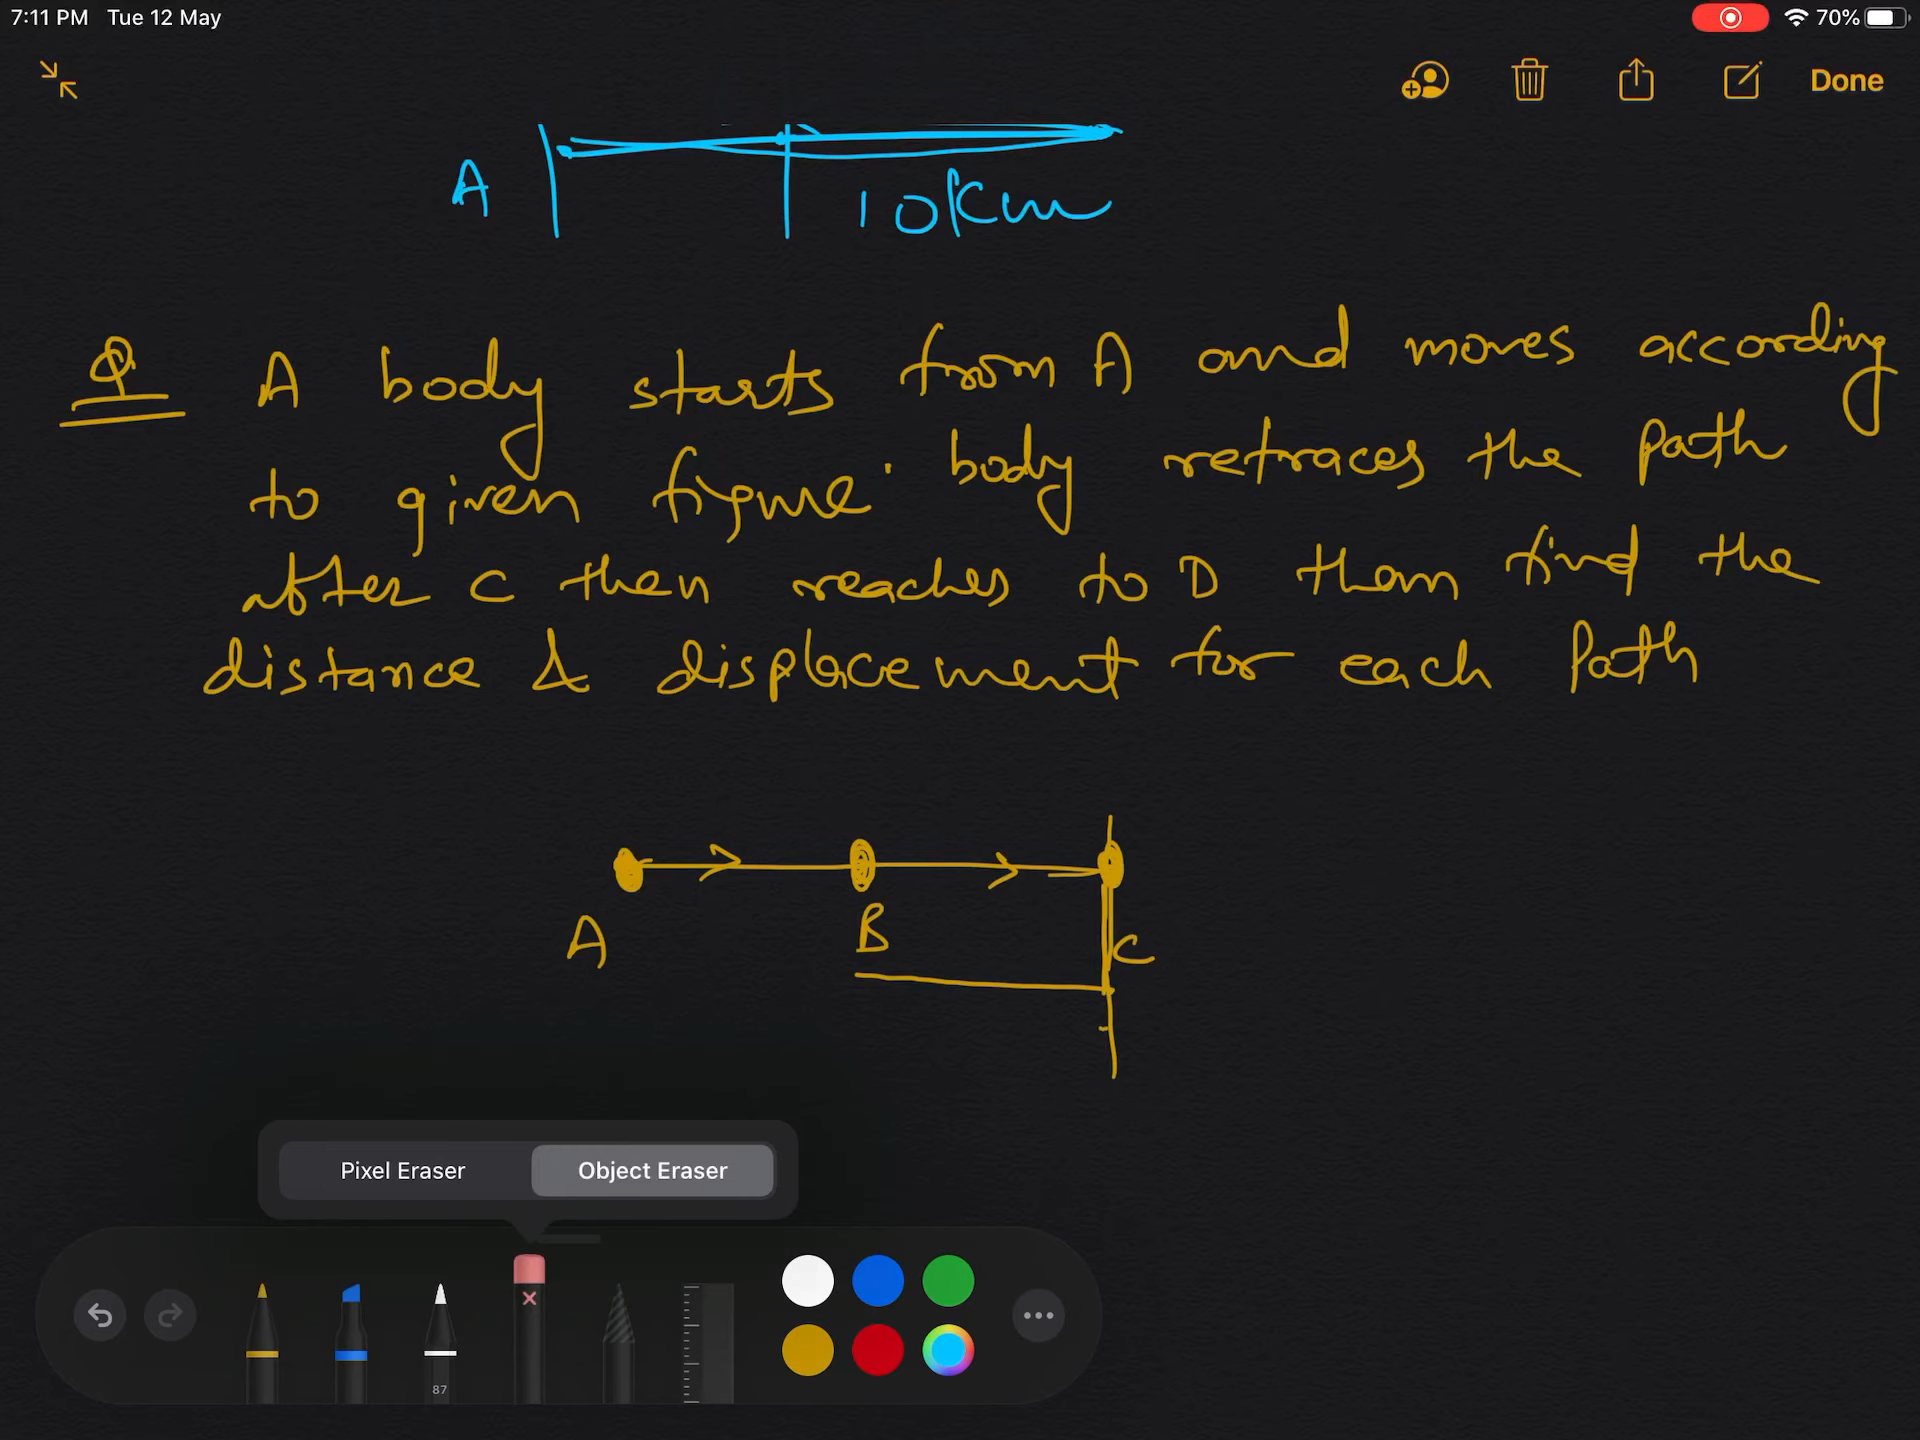 7:11 PM Tue 12 May
70%
Done
A
10km
Q A body starts from A and moves according
to given figure. body retraces the path
after C then reaches to D them find the
distance & displacement for each Path
A
B
C
Pixel Eraser
Object Eraser
87